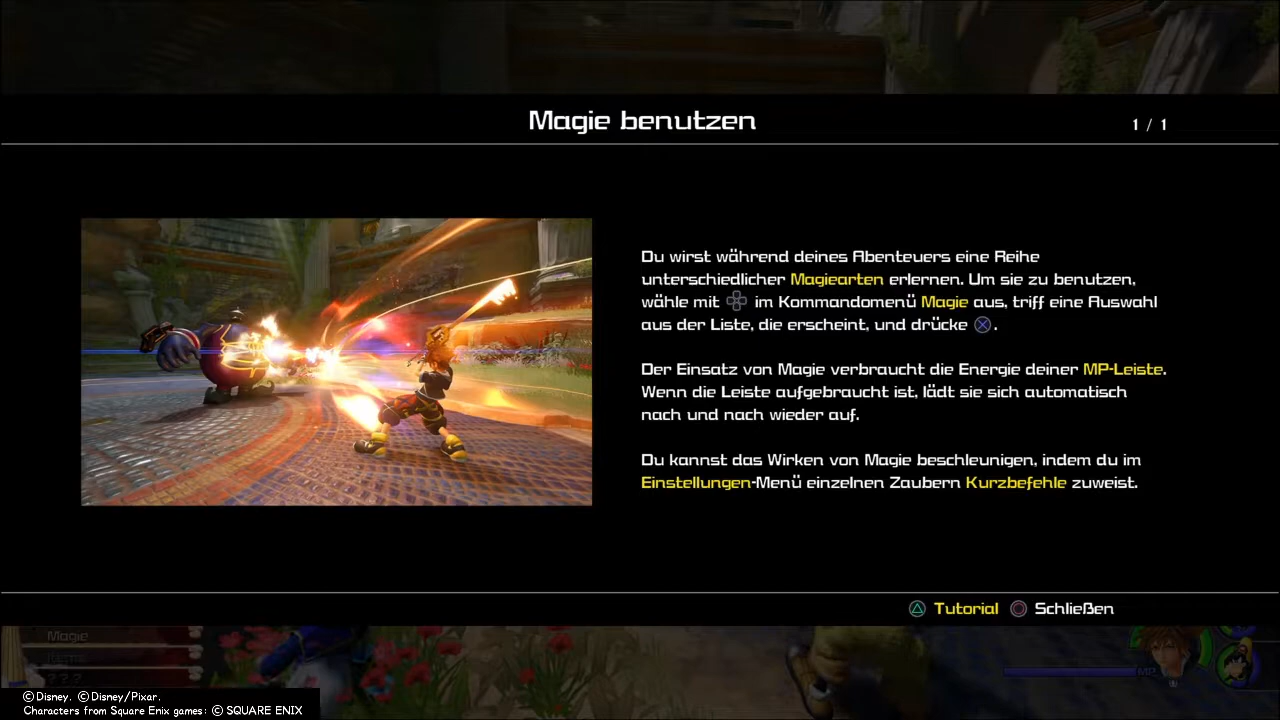 Magie benutzen
1 / 1
Du wirst während deines Abenteuers eine Reihe
unterschiedlicher Magiearten erlernen. Um sie zu benutzen,
wähle mit im Kommandomenü Magie aus, triff eine Auswahl
aus der Liste, die erscheint, und drücke .
Der Einsatz von Magie verbraucht die Energie deiner MP-Leiste.
Wenn die Leiste aufgebraucht ist, lädt sie sich automatisch
nach und nach wieder auf.
Du kannst das Wirken von Magie beschleunigen, indem du im
Einstellungen-Menü einzelnen Zaubern Kurzbefehle zuweist.
Tutorial Schließen
Magie
Items
? ? ?
MP
©Disney. ©Disney/Pixar.
Characters from Square Enix games: © SQUARE ENIX